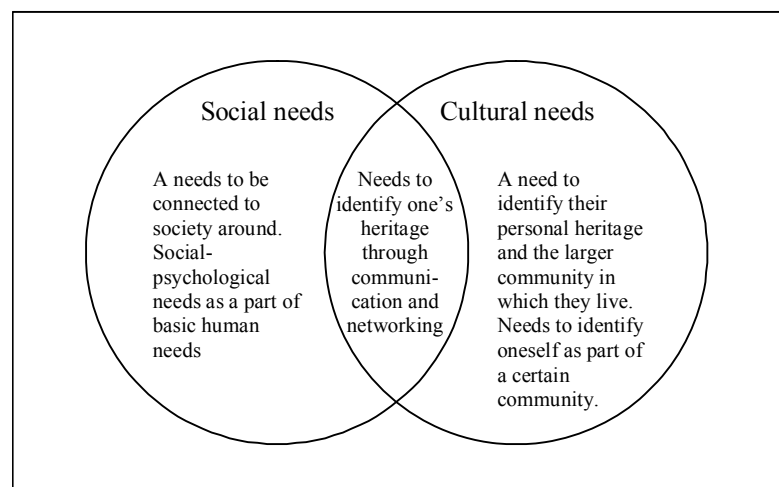 Social needs
A needs to be
connected to
society around.
Social-
psychological
needs as a part of
basic human
needs
Needs to
identify one's
heritage
through
communi-
cation and
networking
Cultural needs
A need to
identify their
personal heritage
and the larger
community in
which they live.
Needs to identify
oneself as part of
a certain
community.